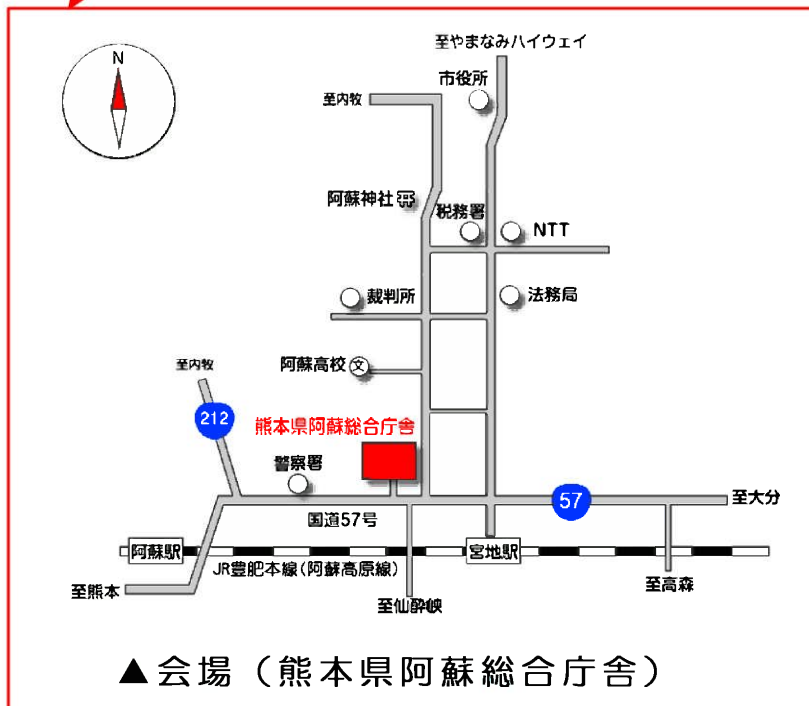 至やまなみハイウェイ
N
市役所
至内牧
阿蘇神社
税務署
NTT
裁判所
法務局
阿蘇高校
文
至内牧
212
熊本県阿蘇総合庁舎
警察署
57
至大分
国道57号
阿蘇駅
宮地駅
JR豊肥本線(阿蘇高原線)
至熊本
至仙酔峡
至高森
▲会場(熊本県阿蘇総合庁舎)